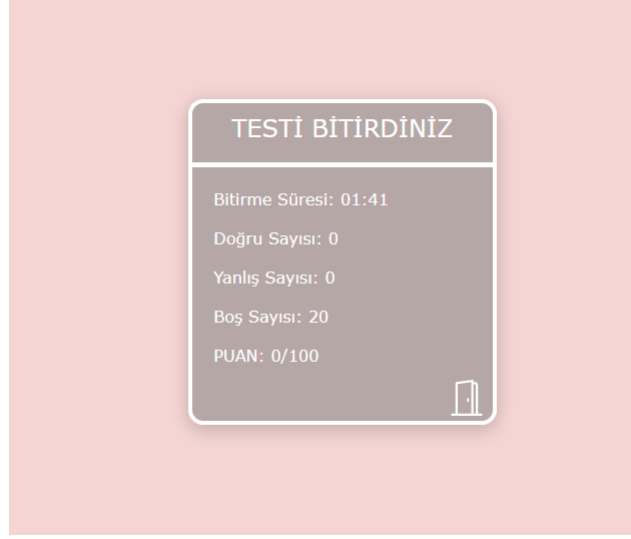 TESTİ BİTİRDİNİZ
Bitirme Süresi: 01:41
Doğru Sayısı: 0
Yanlış Sayısı: 0
Boş Sayısı: 20
PUAN: 0/100